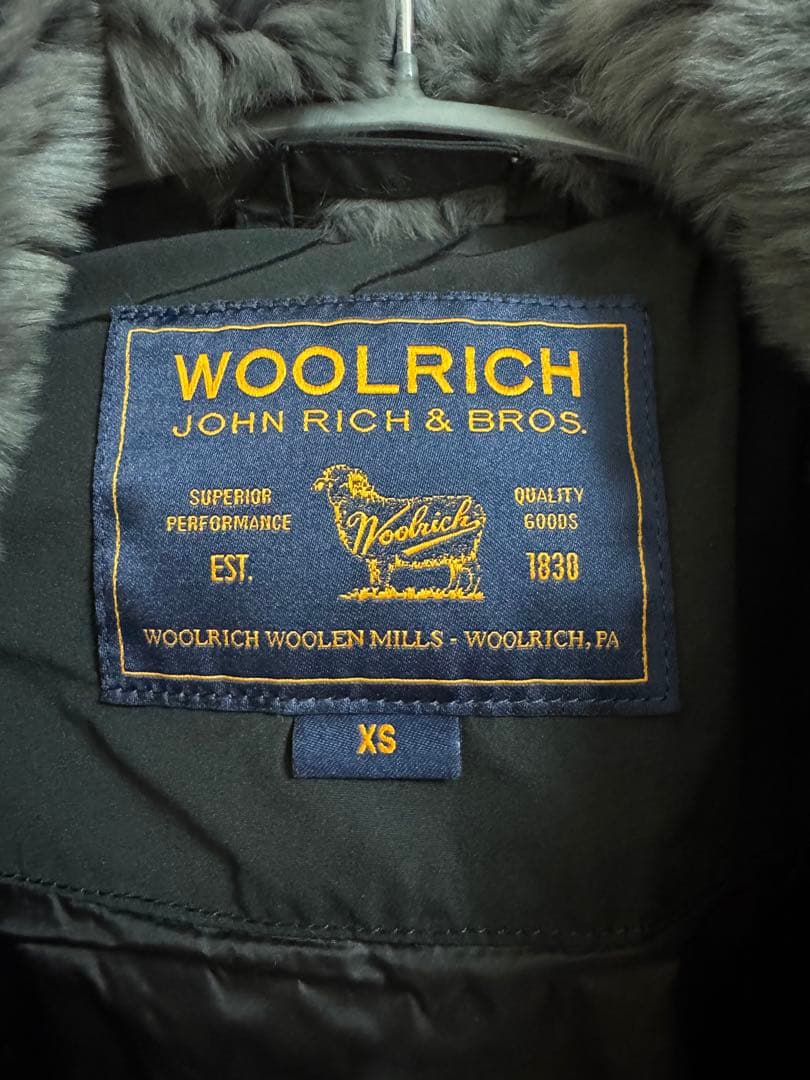 WOOLRICH
JOHN RICH & BROS.
SUPERIOR
PERFORMANCE
EST.
Woolrich
QUALITY
GOODS
1830
WOOLRICH WOOLEN MILLS - WOOLRICH, PA
XS